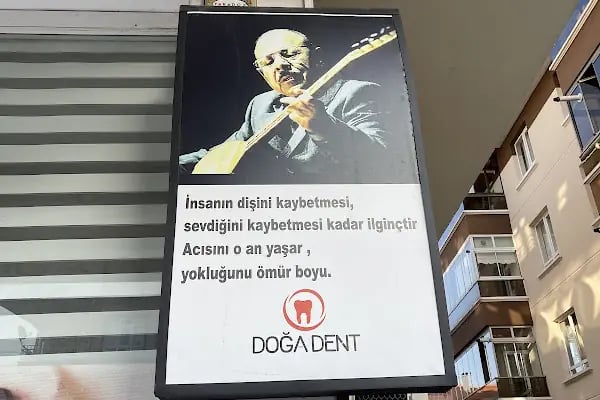 İnsanın dişini kaybetmesi,
sevdiğini kaybetmesi kadar ilginçtir
Acısını o an yaşar ,
yokluğunu ömür boyu.
DOĞA DENT